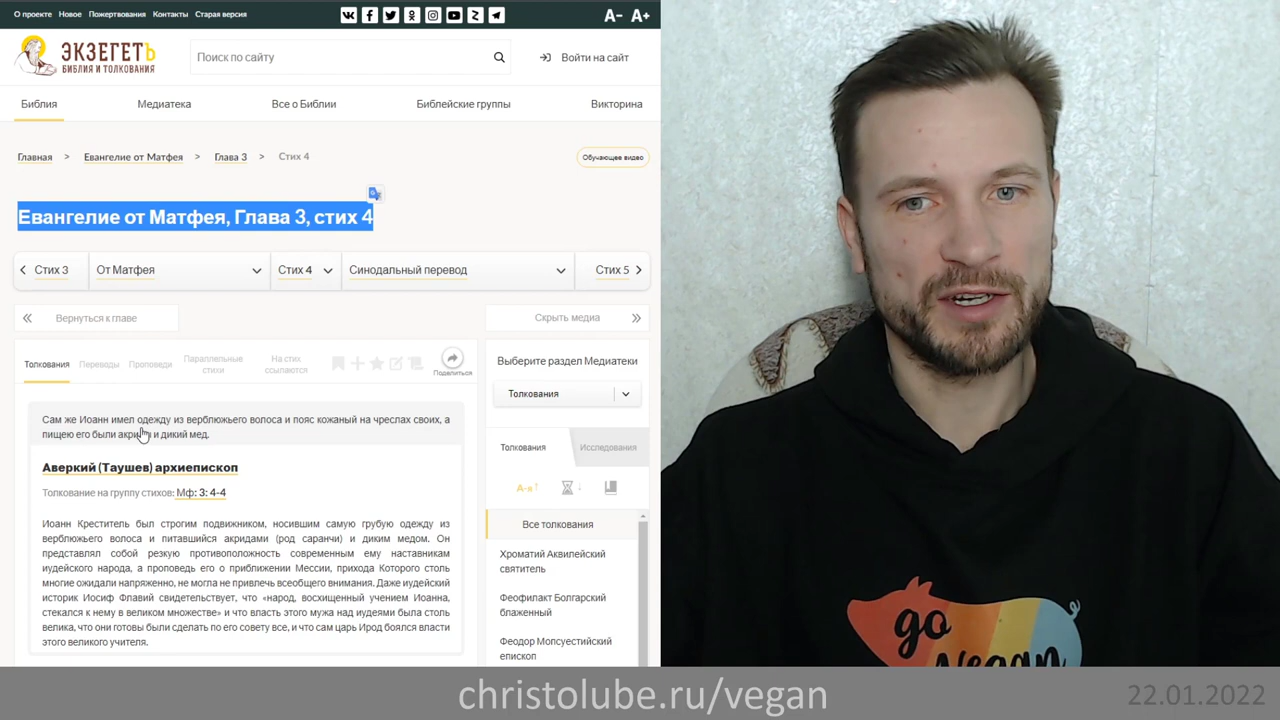 О проекте Новое Пожертвования Контакты Старая версия
A- A+
ЭКЗЕГЕТЪ
БИБЛИЯ И ТОЛКОВАНИЯ
Поиск по сайту
Войти на сайт
Библия Медиатека Все о Библии Библейские группы Викторина
Главная > Евангелие от Матфея > Глава 3 > Стих 4
Обучающее видео
Евангелие от Матфея, Глава 3, стих 4
Стих 3 От Матфея Стих 4 Синодальный перевод Стих 5
Вернуться к главе
Скрыть медиа
Толкования Переводы Проповеди Параллельные стихи На стих ссылаются
Поделиться
Сам же Иоанн имел одежду из верблюжьего волоса и пояс кожаный на чреслах своих, а
пищею его были акриды и дикий мед.
Аверкий (Таушев) архиепископ
Толкование на группу стихов: Мф: 3: 4-4
Иоанн Креститель был строгим подвижником, носившим самую грубую одежду из
верблюжьего волоса и питавшийся акридами (род саранчи) и диким медом. Он
представлял собой резкую противоположность современным ему наставникам
иудейского народа, а проповедь его о приближении Мессии, прихода Которого столь
многие ожидали напряженно, не могла не привлечь всеобщего внимания. Даже иудейский
историк Иосиф Флавий свидетельствует, что «народ, восхищенный учением Иоанна,
стекался к нему в великом множестве» и что власть этого мужа над иудеями была столь
велика, что они готовы были сделать по его совету все, и что сам царь Ирод боялся власти
этого великого учителя.
Выберите раздел Медиатеки
Толкования
Толкования Исследования
А-я
Все толкования
Хроматий Аквилейский
святитель
Феофилакт Болгарский
блаженный
Феодор Мопсуестийский
епископ
go
vegan
christolube.ru/vegan
22.01.2022